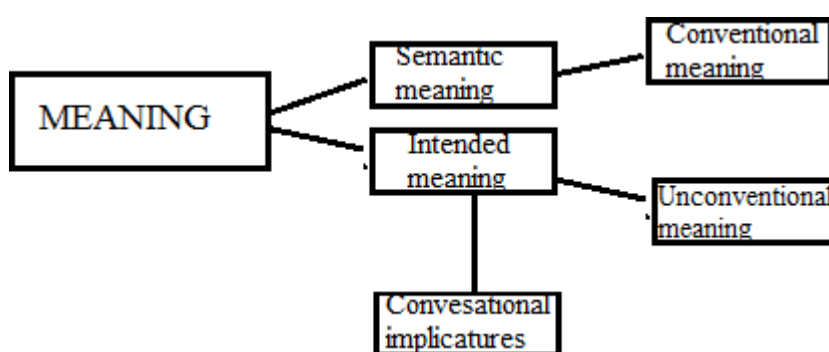 MEANING
Semantic
meaning
Conventional
meaning
Intended
meaning
Unconventional
meaning
Convesational
implicatures